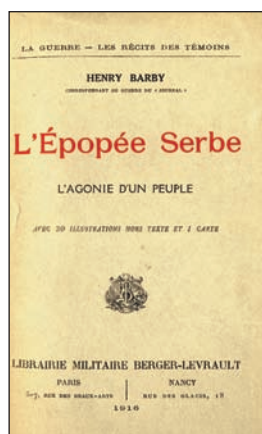 LA GUERRE — LES RÉCITS DES TÉMOINS
HENRY BARBY
CORRESPONDANT DE GUERRE DU « JOURNAL »
L'Épopée Serbe
L'AGONIE D'UN PEUPLE
AVEC 30 ILLUSTRATIONS HORS TEXTE ET 1 CARTE
LIBRAIRIE MILITAIRE BERGER-LEVRAULT
PARIS NANCY
RUE DES BEAUX-ARTS RUE DES GLACIS, 18
1916